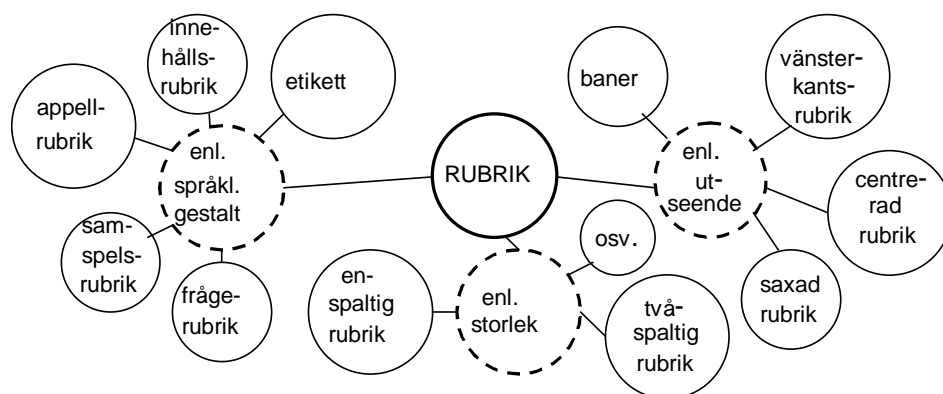 inne-
hålls-
rubrik
etikett
appell-
rubrik
enl.
språkl.
gestalt
sam-
spels-
rubrik
fråge-
rubrik
RUBRIK
baner
vänster-
kants-
rubrik
enl.
ut-
seende
centre-
rad
rubrik
saxad
rubrik
osv.
enl.
storlek
en-
spaltig
rubrik
två-
spaltig
rubrik